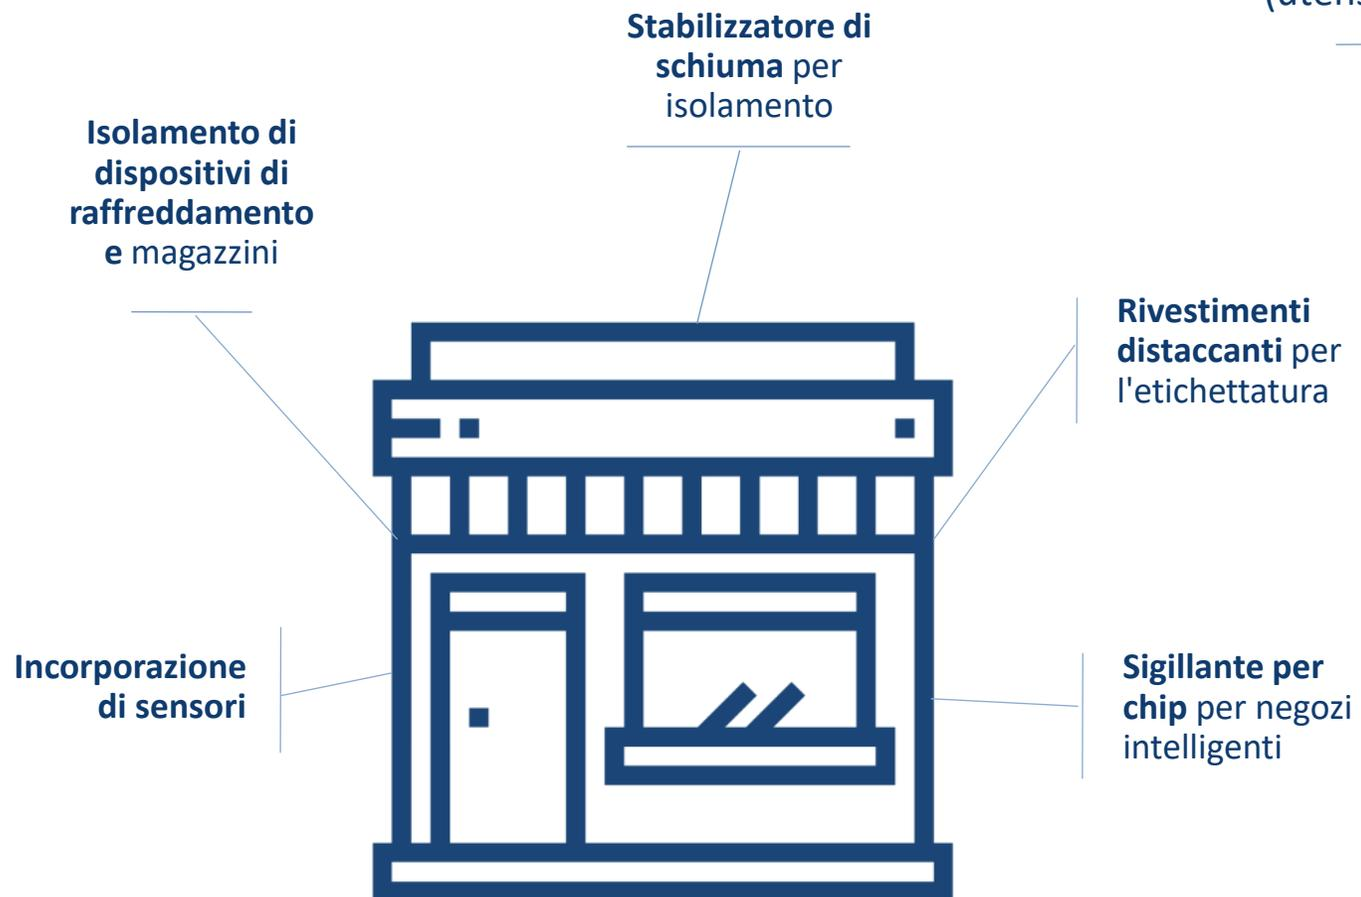 Stabilizzatore di
schiuma per
isolamento
Isolamento di
dispositivi di
raffreddamento
e magazzini
Rivestimenti
distaccanti per
l'etichettatura
Incorporazione
di sensori
Sigillante per
chip per negozi
intelligenti